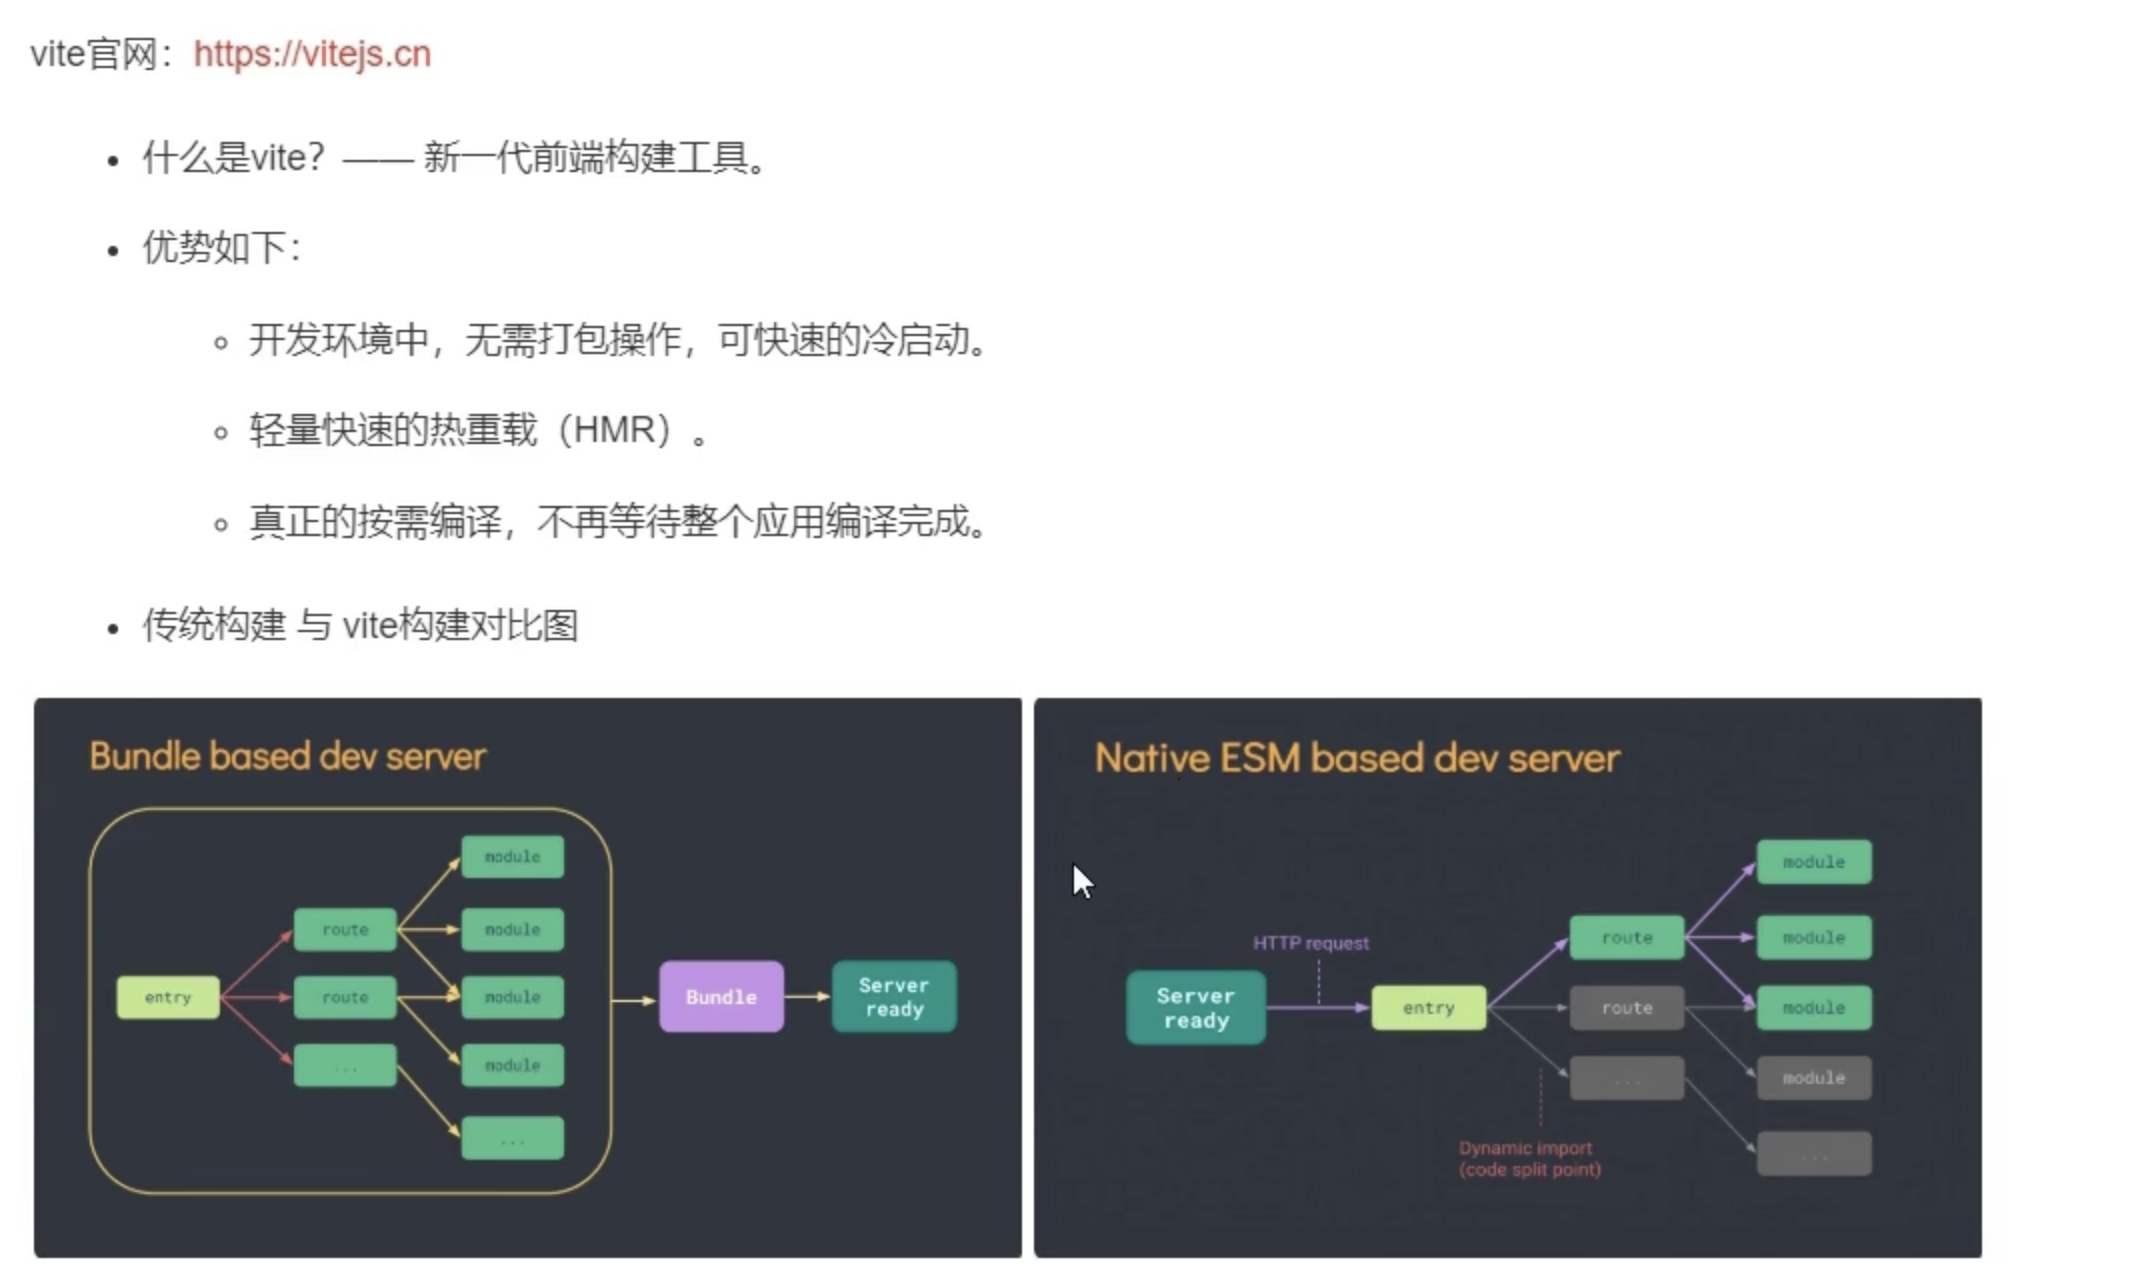 vite官网：https://vitejs.cn
什么是vite？—— 新一代前端构建工具。
优势如下：
开发环境中，无需打包操作，可快速的冷启动。
轻量快速的热重载（HMR）。
真正的按需编译，不再等待整个应用编译完成。
传统构建 与 vite构建对比图
Bundle based dev server
entry
route
route
...
module
module
module
module
...
Bundle
Server
ready
Native ESM based dev server
Server
ready
HTTP request
entry
route
route
...
module
module
module
module
...
Dynamic import
(code split point)